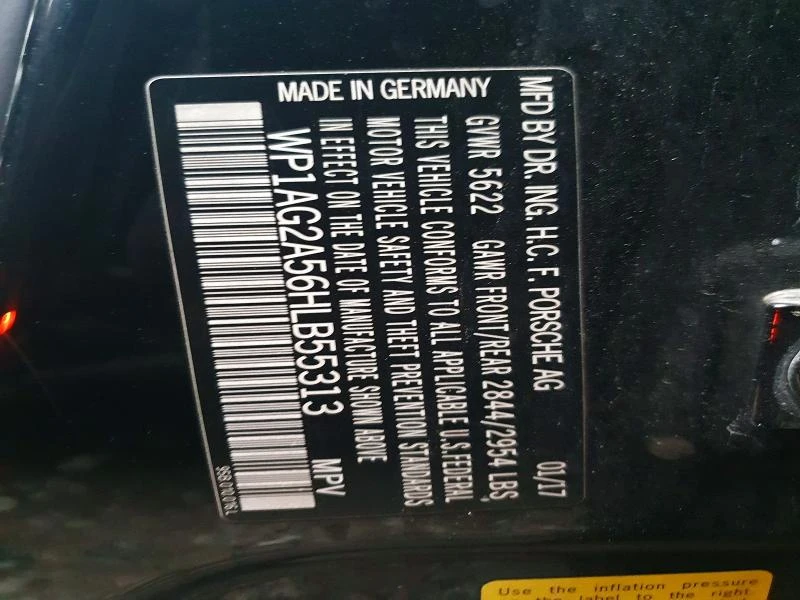 MFD BY DR. ING. H.C. F. PORSCHE AG 01/17
GVWR 5622 GAWR FRONT/REAR 2844/2954 LBS
THIS VEHICLE CONFORMS TO ALL APPLICABLE U.S. FEDERAL
MOTOR VEHICLE SAFETY AND THEFT PREVENTION STANDARDS
IN EFFECT ON THE DATE OF MANUFACTURE SHOWN ABOVE
WP1AG2A56HLB55313 MPV
MADE IN GERMANY
Use the inflation pressure
the label to the right.